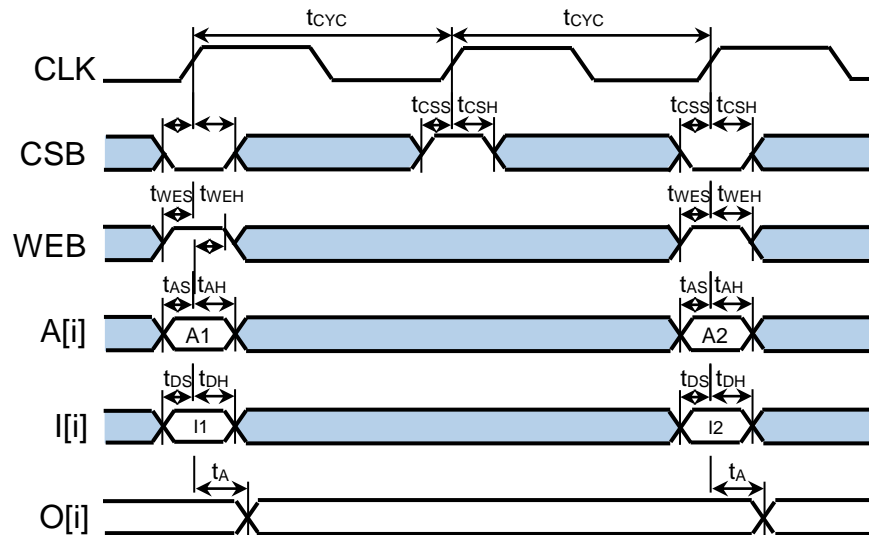 tCYC tCYC
CLK
tCSS tCSH tCSS tCSH
CSB
tWES tWEH tWES tWEH
WEB
tAS tAH tAS tAH
A[i] A1 A2
tDS tDH tDS tDH
I[i] I1 I2
tA tA
O[i]